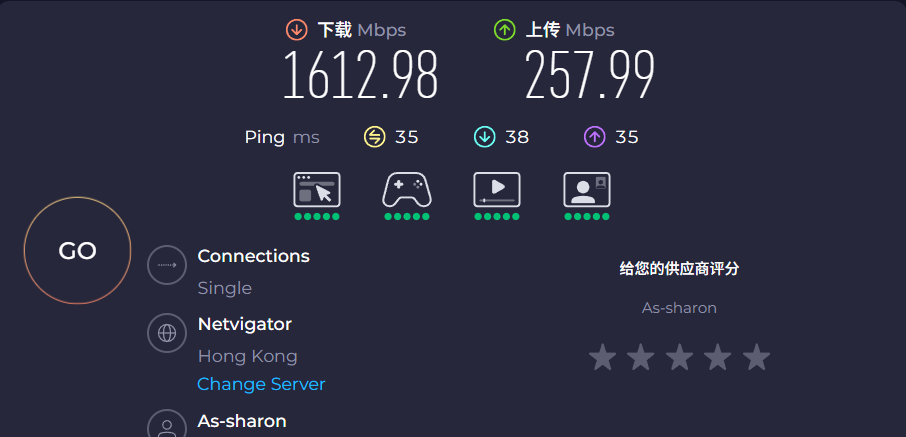 下载 Mbps 上传 Mbps
1612.98 257.99
Ping ms 35 38 35
GO
Connections
Single
给您的供应商评分
As-sharon
Netvigator
Hong Kong
Change Server
As-sharon